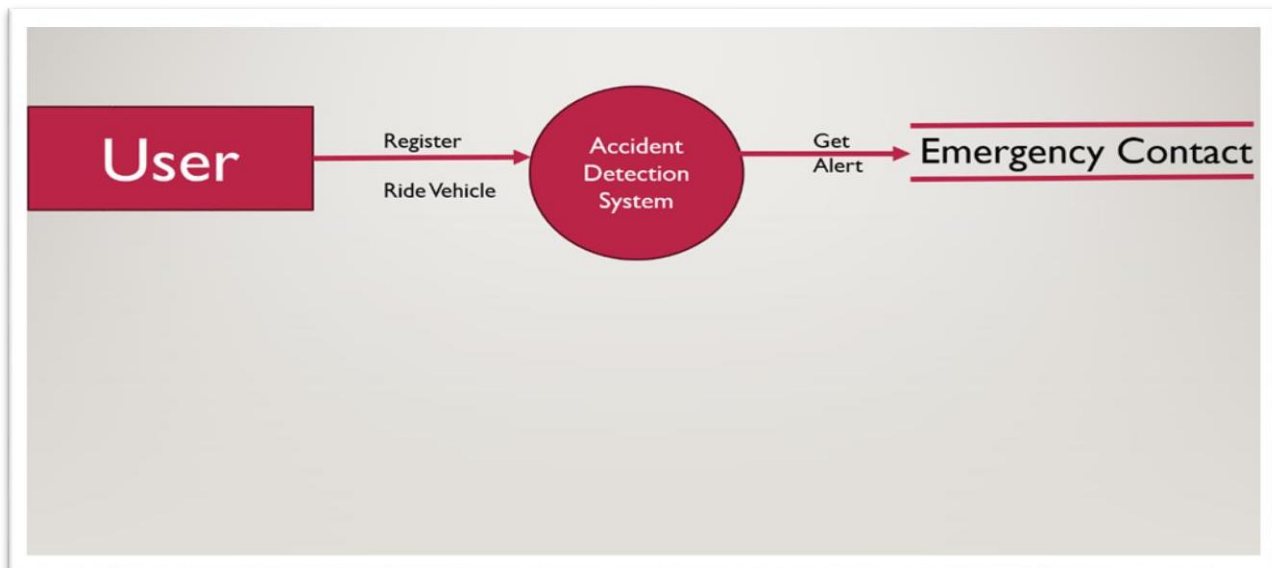 User
Register
Ride Vehicle
Accident
Detection
System
Get
Alert
Emergency Contact